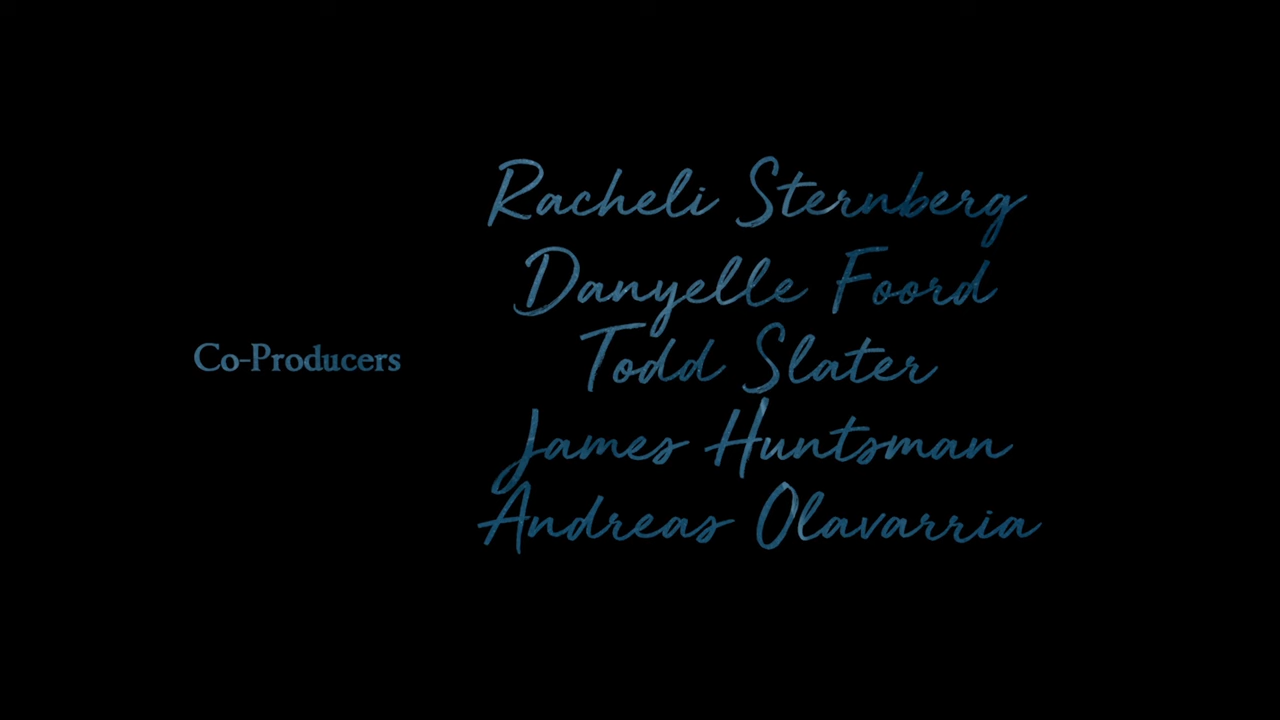 Racheli Sternberg
Danyelle Foord
Todd Slater
Co-Producers
James Huntsman
Andreas Olavarria